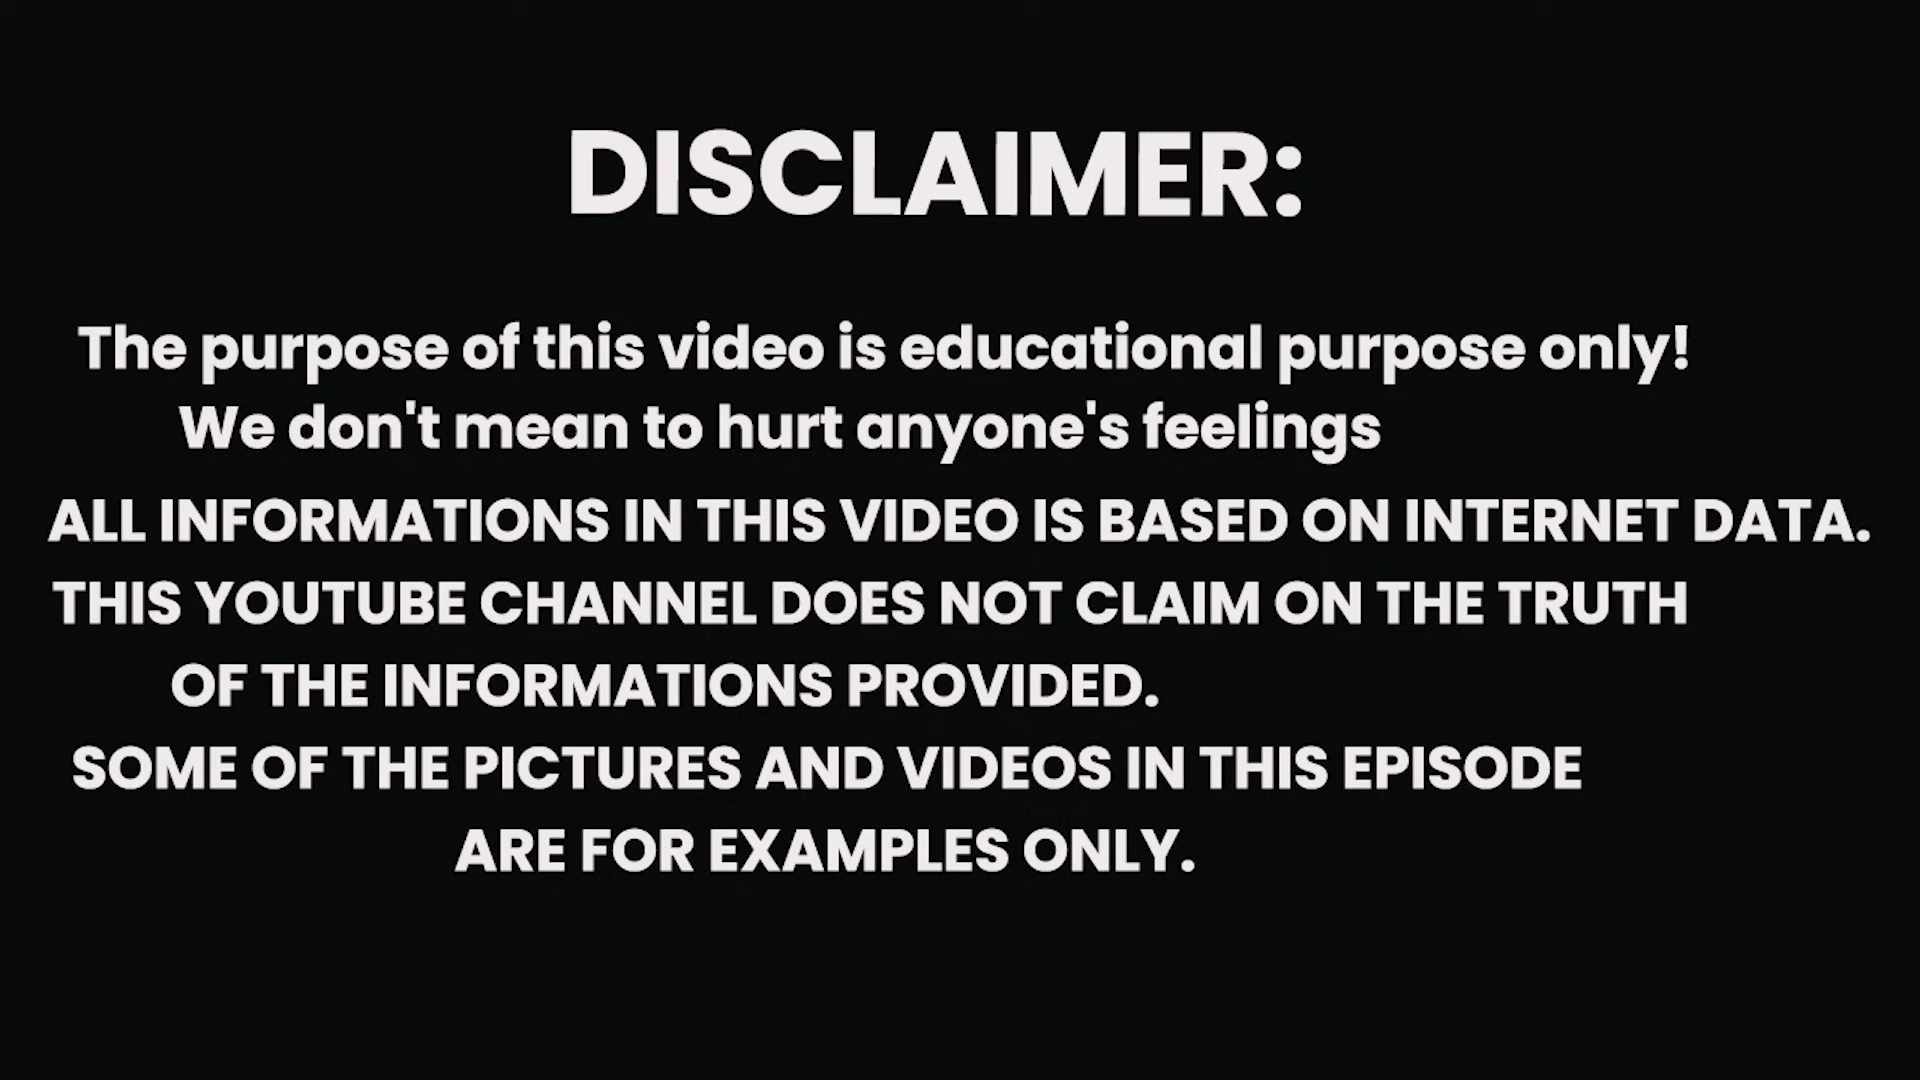 DISCLAIMER:
The purpose of this video is educational purpose only!
We don't mean to hurt anyone's feelings
ALL INFORMATIONS IN THIS VIDEO IS BASED ON INTERNET DATA.
THIS YOUTUBE CHANNEL DOES NOT CLAIM ON THE TRUTH
OF THE INFORMATIONS PROVIDED.
SOME OF THE PICTURES AND VIDEOS IN THIS EPISODE
ARE FOR EXAMPLES ONLY.